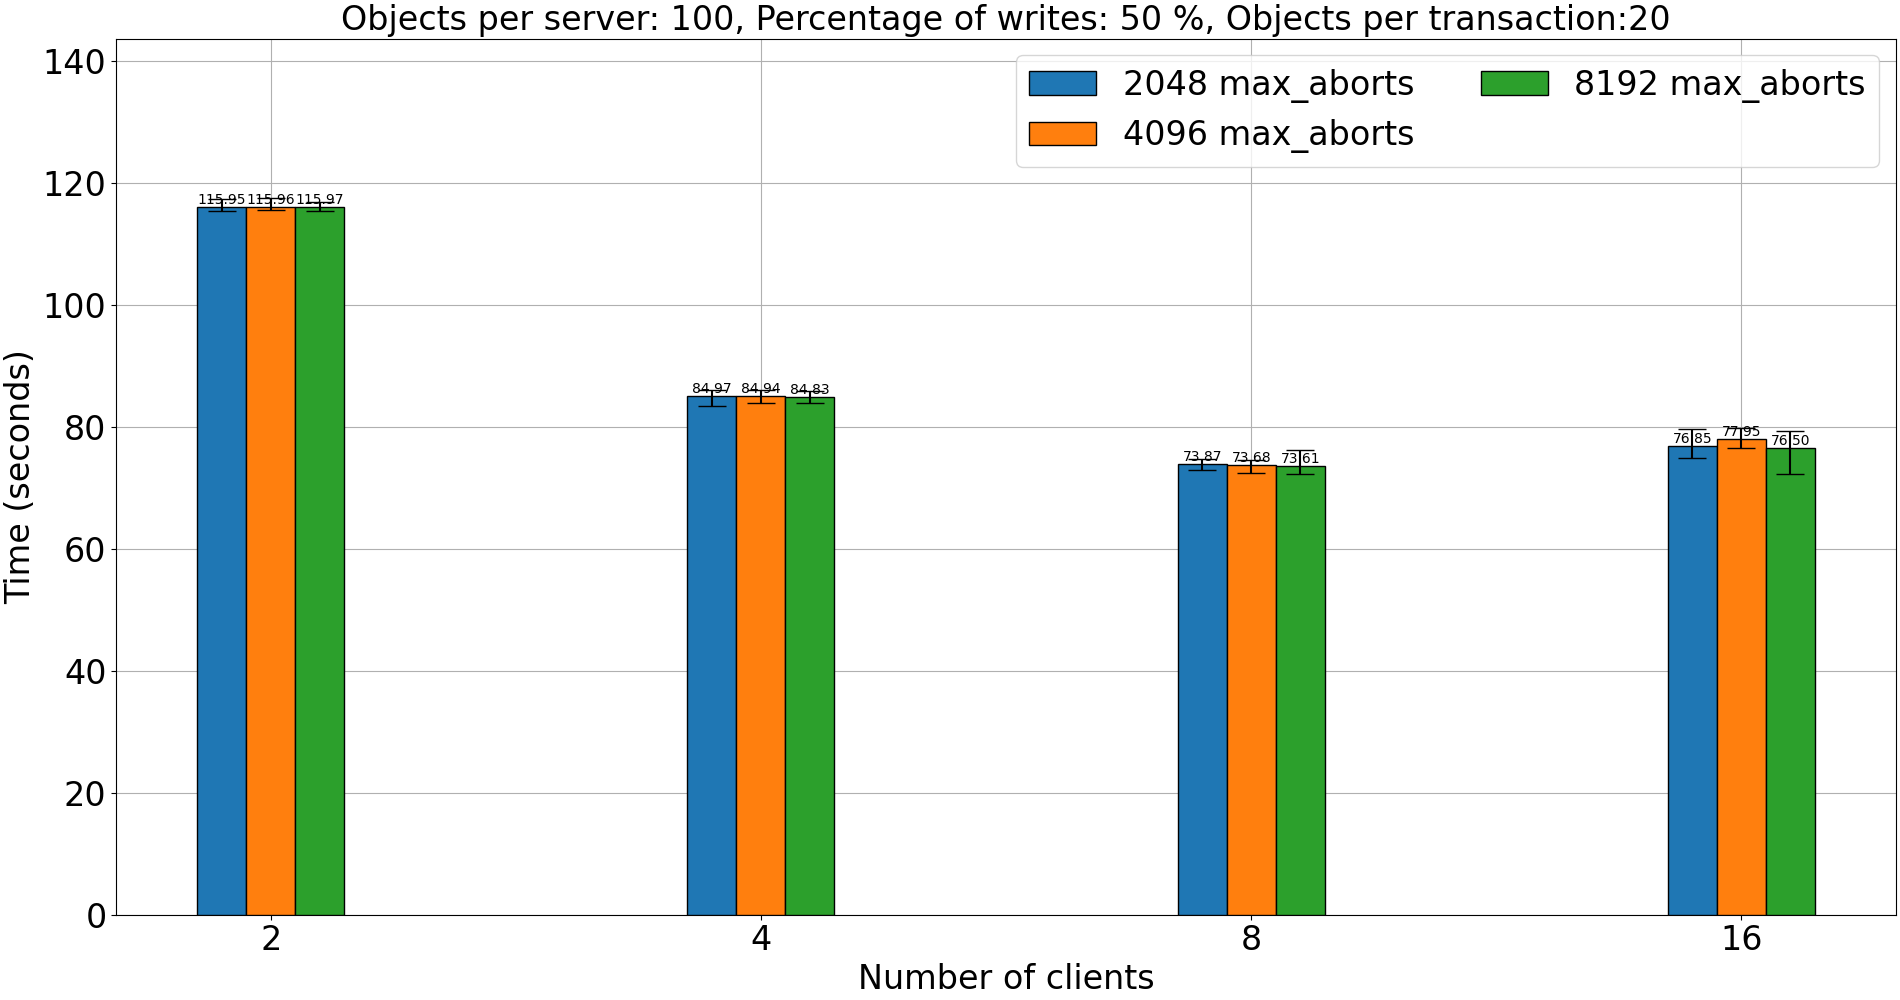 Objects per server: 100, Percentage of writes: 50 %, Objects per transaction:20
2048 max_aborts
4096 max_aborts
8192 max_aborts
Time (seconds)
140
120
100
80
60
40
20
0
115.95 115.96 115.97
84.97 84.94 84.83
73.87 73.68 73.61
76.85 77.95 76.50
2 4 8 16
Number of clients